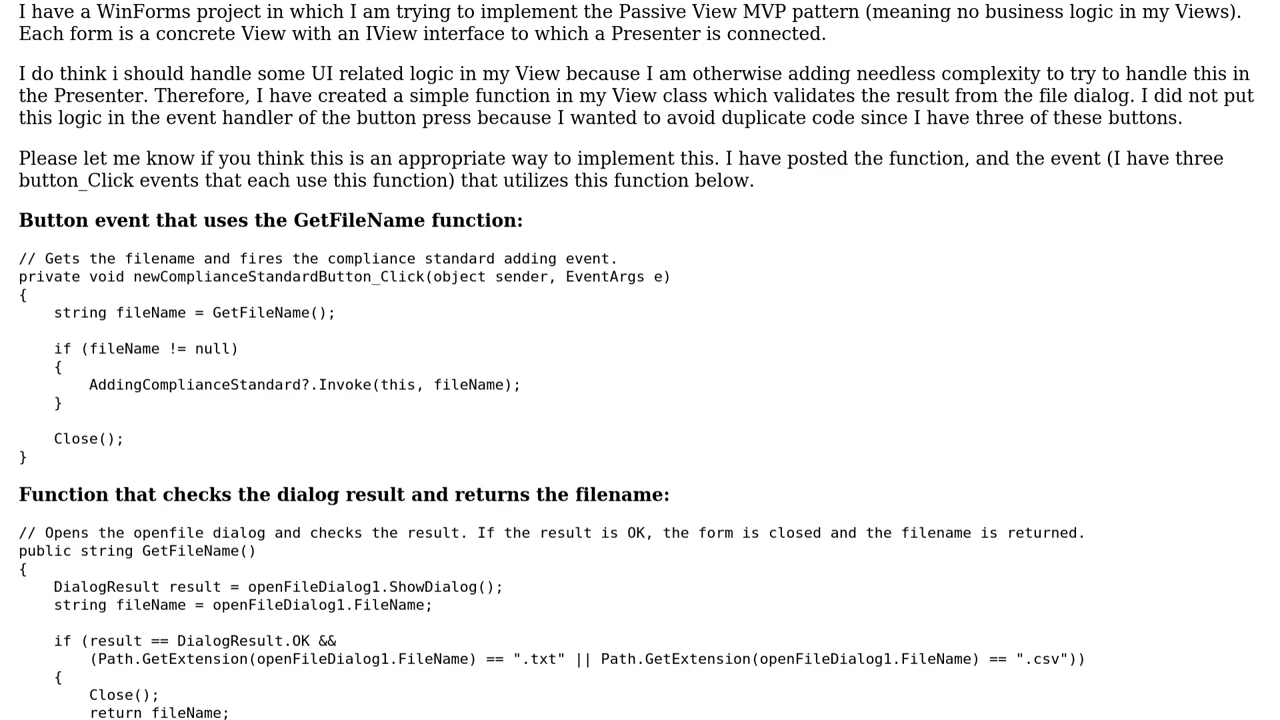 I have a WinForms project in which I am trying to implement the Passive View MVP pattern (meaning no business logic in my Views).
Each form is a concrete View with an IView interface to which a Presenter is connected.
I do think i should handle some UI related logic in my View because I am otherwise adding needless complexity to try to handle this in
the Presenter. Therefore, I have created a simple function in my View class which validates the result from the file dialog. I did not put
this logic in the event handler of the button press because I wanted to avoid duplicate code since I have three of these buttons.
Please let me know if you think this is an appropriate way to implement this. I have posted the function, and the event (I have three
button_Click events that each use this function) that utilizes this function below.
Button event that uses the GetFileName function:
// Gets the filename and fires the compliance standard adding event.
private void newComplianceStandardButton_Click(object sender, EventArgs e)
{
    string fileName = GetFileName();
    if (fileName != null)
    {
        AddingComplianceStandard?.Invoke(this, fileName);
    }
    Close();
}
Function that checks the dialog result and returns the filename:
// Opens the openfile dialog and checks the result. If the result is OK, the form is closed and the filename is returned.
public string GetFileName()
{
    DialogResult result = openFileDialog1.ShowDialog();
    string fileName = openFileDialog1.FileName;
    if (result == DialogResult.OK &&
        (Path.GetExtension(openFileDialog1.FileName) == ".txt" || Path.GetExtension(openFileDialog1.FileName) == ".csv"))
    {
        Close();
        return fileName;